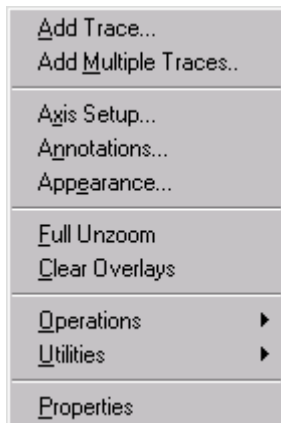 Add Trace...
Add Multiple Traces..
Axis Setup...
Annotations...
Appearance...
Full Unzoom
Clear Overlays
Operations
Utilities
Properties